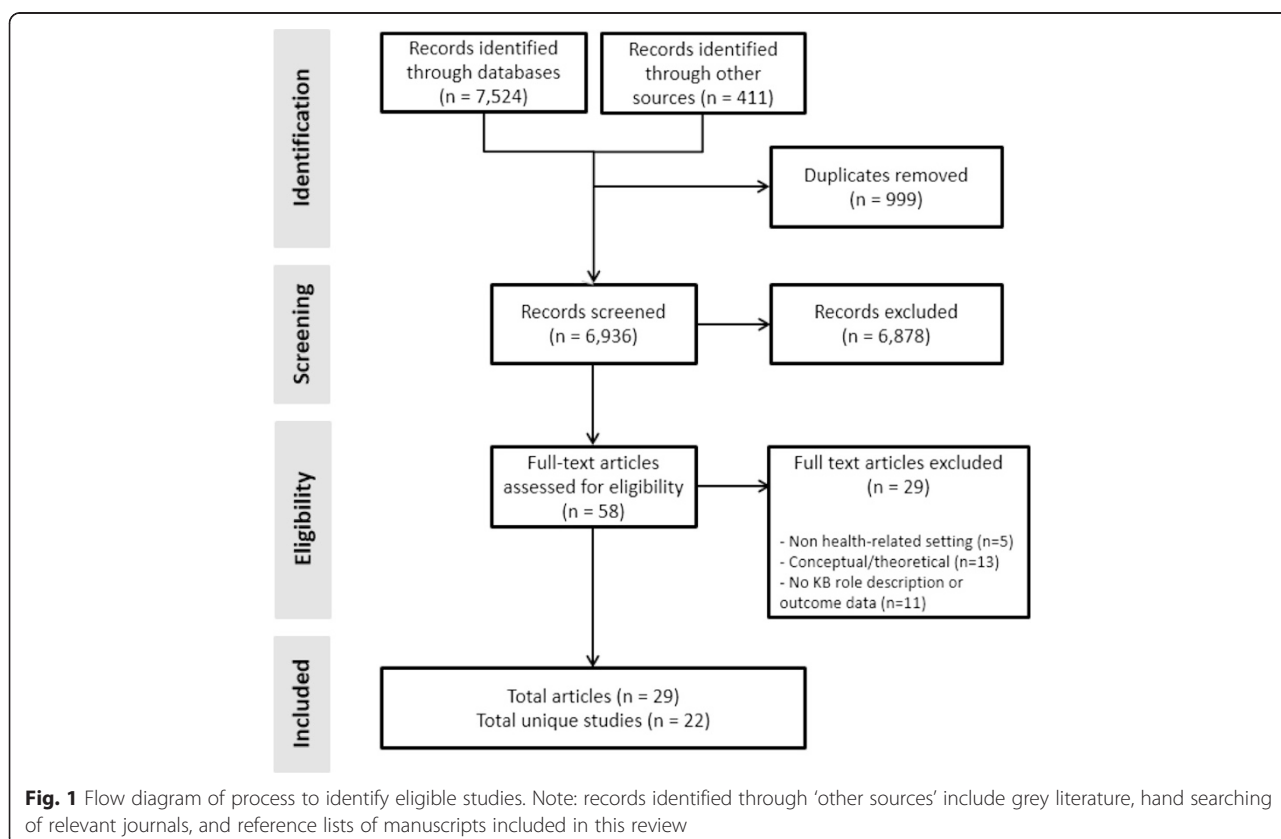 Identification
Records identified
through databases
(n = 7,524)
Records identified
through other
sources (n = 411)
Duplicates removed
(n = 999)
Screening
Records screened
(n = 6,936)
Records excluded
(n = 6,878)
Eligibility
Full-text articles
assessed for eligibility
(n = 58)
Full text articles excluded
(n = 29)
- Non health-related setting (n=5)
- Conceptual/theoretical (n=13)
- No KB role description or
outcome data (n=11)
Included
Total articles (n = 29)
Total unique studies (n = 22)
Fig. 1 Flow diagram of process to identify eligible studies. Note: records identified through ‘other sources’ include grey literature, hand searching
of relevant journals, and reference lists of manuscripts included in this review